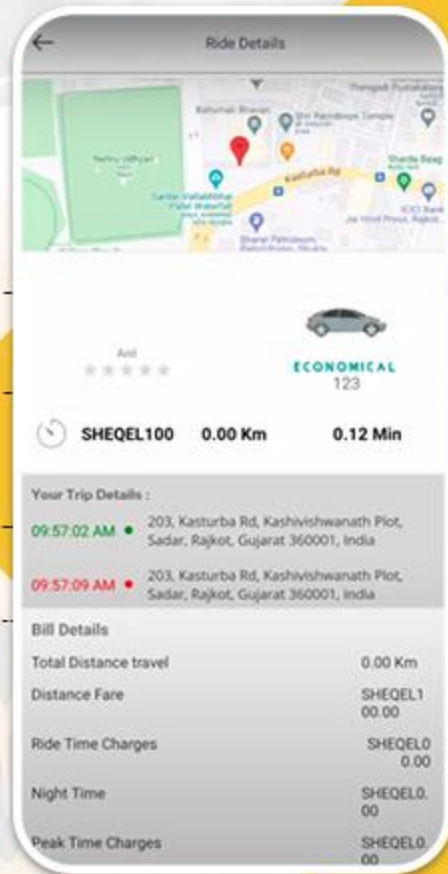 Ride Details
Rahuman Bhavan
Shri Ramakrishna Temple
Sharda Baug
Kasturba Rd
Sardar Vallabhbhai
Patel Waterfall
ICICI Bank
Jai Hind Press, Rajkot
Bharat Petroleum,
Anil
ECONOMICAL
123
SHEQEL100 0.00 Km 0.12 Min
Your Trip Details :
09:57:02 AM 203, Kasturba Rd, Kashivishwanath Plot,
Sadar, Rajkot, Gujarat 360001, India
09:57:09 AM 203, Kasturba Rd, Kashivishwanath Plot,
Sadar, Rajkot, Gujarat 360001, India
Bill Details
Total Distance travel 0.00 Km
Distance Fare SHEQEL1
00.00
Ride Time Charges SHEQEL0
0.00
Night Time SHEQEL0.
00
Peak Time Charges SHEQEL0.
00